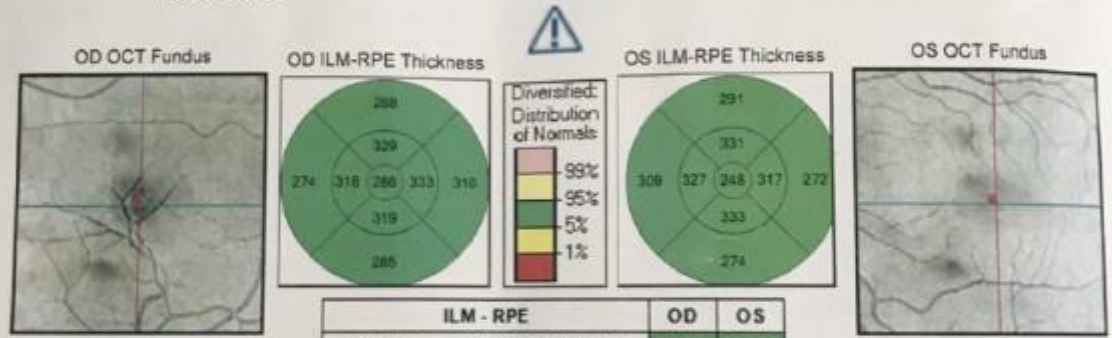 OD OCT Fundus
OD ILM-RPE Thickness
OS ILM-RPE Thickness
OS OCT Fundus
288
329
274 318 286 333 310
319
285
Diversified:
Distribution
of Normals
99%
95%
5%
1%
291
331
309 327 248 317 272
333
274
ILM - RPE OD OS